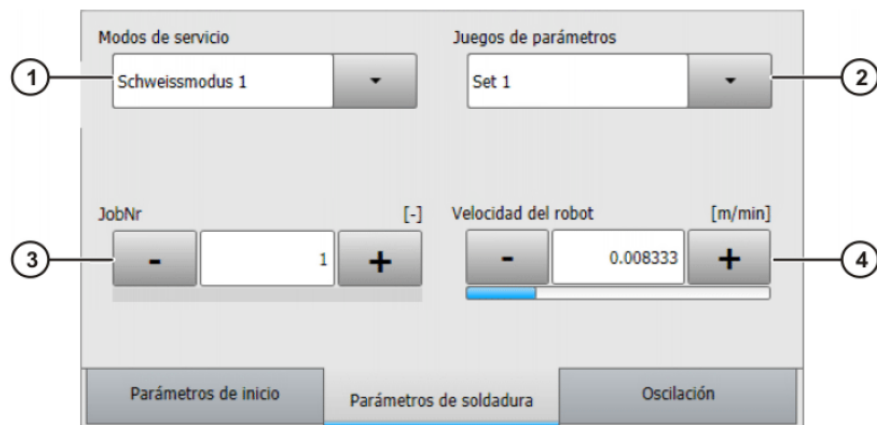 Modos de servicio
Juegos de parámetros
1
Schweissmodus 1
Set 1
2
JobNr [-]
Velocidad del robot [m/min]
3
- 1 +
- 0.008333 +
4
Parámetros de inicio
Parámetros de soldadura
Oscilación